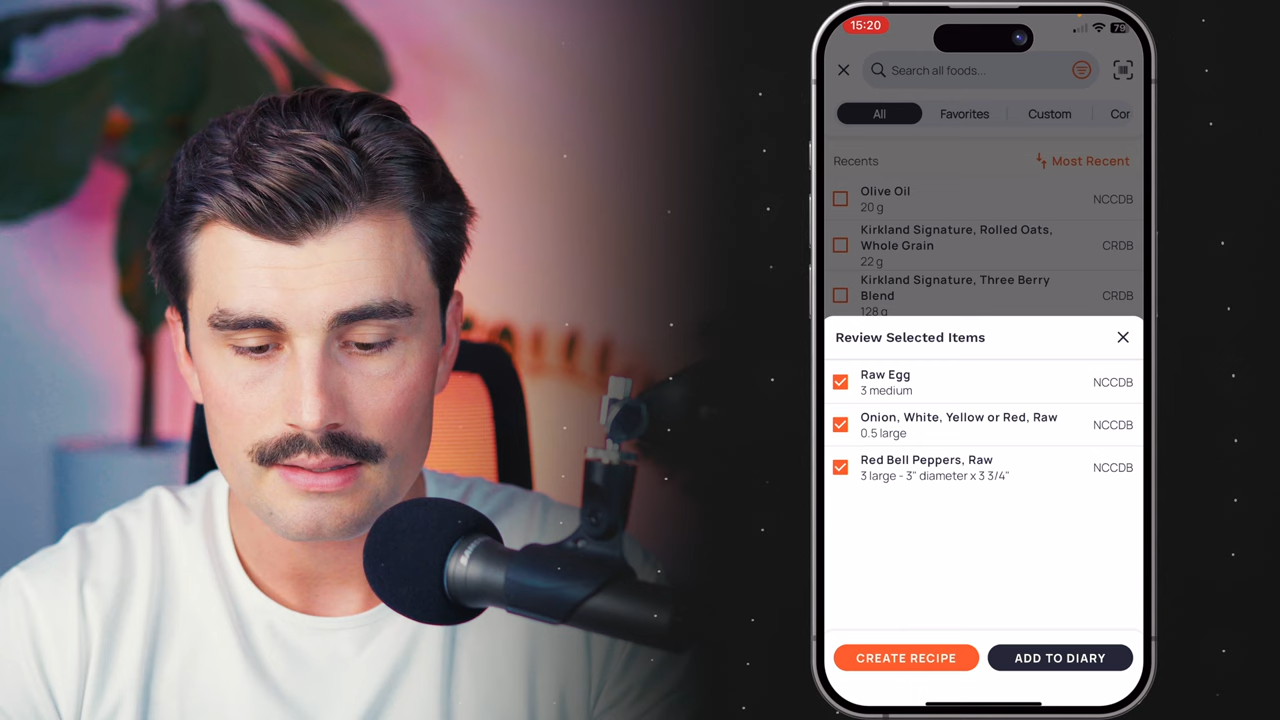 15:20
79
Search all foods...
All
Favorites
Custom
Cor
Recents
Most Recent
Olive Oil
20 g
NCCDB
Kirkland Signature, Rolled Oats,
Whole Grain
22 g
CRDB
Kirkland Signature, Three Berry
Blend
128 g
CRDB
Review Selected Items
Raw Egg
3 medium
NCCDB
Onion, White, Yellow or Red, Raw
0.5 large
NCCDB
Red Bell Peppers, Raw
3 large - 3" diameter x 3 3/4"
NCCDB
CREATE RECIPE
ADD TO DIARY